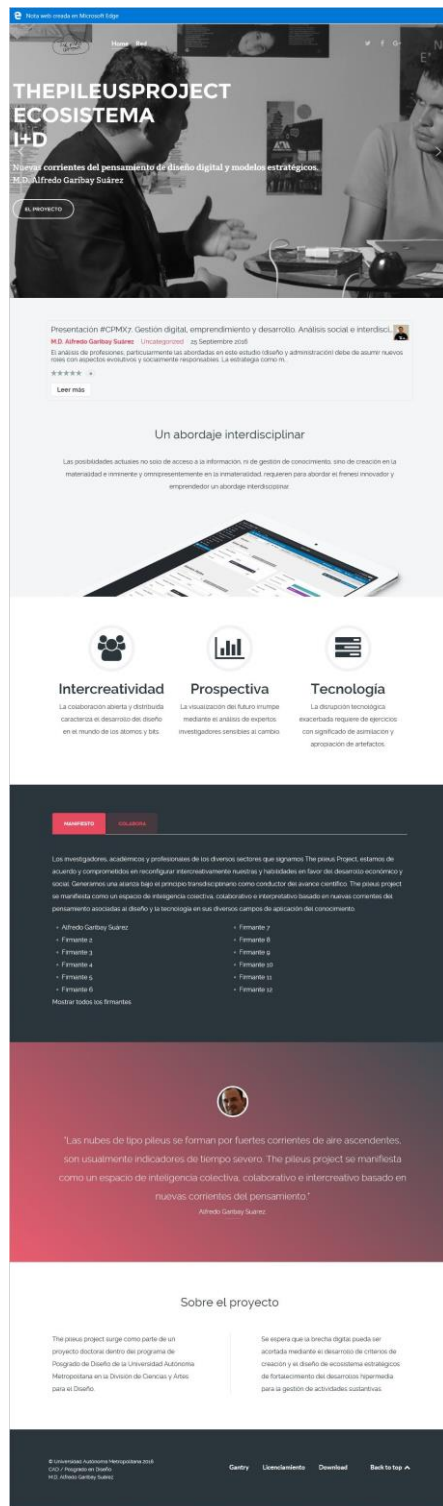 Nota web creada en Microsoft Edge
Home Red
THEPILEUSPROJECT
ECOSISTEMA
I+D
Nuevas corrientes del pensamiento de diseño digital y modelos estratégicos.
M.D. Alfredo Garibay Suárez
EL PROYECTO
Presentación #CPMX7. Gestión digital, emprendimiento y desarrollo. Análisis social e interdisci...
M.D. Alfredo Garibay Suárez Uncategorized 25 Septiembre 2016
El análisis de profesiones, particularmente las abordadas en este estudio (diseño y administración) debe de asumir nuevos
roles con aspectos evolutivos y socialmente responsables. La estrategia como m...
Leer más
Un abordaje interdisciplinar
Las posibilidades actuales no solo de acceso a la información, ni de gestión de conocimiento, sino de creación en la
materialidad e inminente y omnipresentemente en la inmaterialidad, requieren para abordar el frenesí innovador y
emprendedor un abordaje interdisciplinar.
Intercreatividad
La colaboración abierta y distribuida
caracteriza el desarrollo del diseño
en el mundo de los átomos y bits.
Prospectiva
La visualización del futuro irrumpe
mediante el análisis de expertos
investigadores sensibles al cambio.
Tecnología
La disrupción tecnológica
exacerbada requiere de ejercicios
con significado de asimilación y
apropiación de artefactos.
MANIFIESTO COLABORA
Los investigadores, académicos y profesionales de los diversos sectores que signamos The pileus Project, estamos de
acuerdo y comprometidos en reconfigurar intercreativamente nuestras y habilidades en favor del desarrollo económico y
social. Generamos una alianza bajo el principio transdisciplinario como conductor del avance científico. The pileus project
se manifiesta como un espacio de inteligencia colectiva, colaborativo e interpretativo basado en nuevas corrientes del
pensamiento asociadas al diseño y la tecnología en sus diversos campos de aplicación del conocimiento.
Alfredo Garibay Suárez
Firmante 2
Firmante 3
Firmante 4
Firmante 5
Firmante 6
Firmante 7
Firmante 8
Firmante 9
Firmante 10
Firmante 11
Firmante 12
Mostrar todos los firmantes
"Las nubes de tipo pileus se forman por fuertes corrientes de aire ascendentes,
son usualmente indicadores de tiempo severo. The pileus project se manifiesta
como un espacio de inteligencia colectiva, colaborativo e intercreativo basado en
nuevas corrientes del pensamiento."
Alfredo Garibay Suárez
Sobre el proyecto
The pileus project surge como parte de un
proyecto doctoral dentro del programa de
Posgrado de Diseño de la Universidad Autónoma
Metropolitana en la División de Ciencias y Artes
para el Diseño.
Se espera que la brecha digital pueda ser
acortada mediante el desarrollo de criterios de
creación y el diseño de ecosistema estratégicos
de fortalecimiento del desarrollos hipermedia
para la gestión de actividades sustantivas.
© Universidad Autónoma Metropolitana 2016
CAD / Posgrado en Diseño
M.D. Alfredo Garibay Suárez
Gantry Licenciamiento Download Back to top